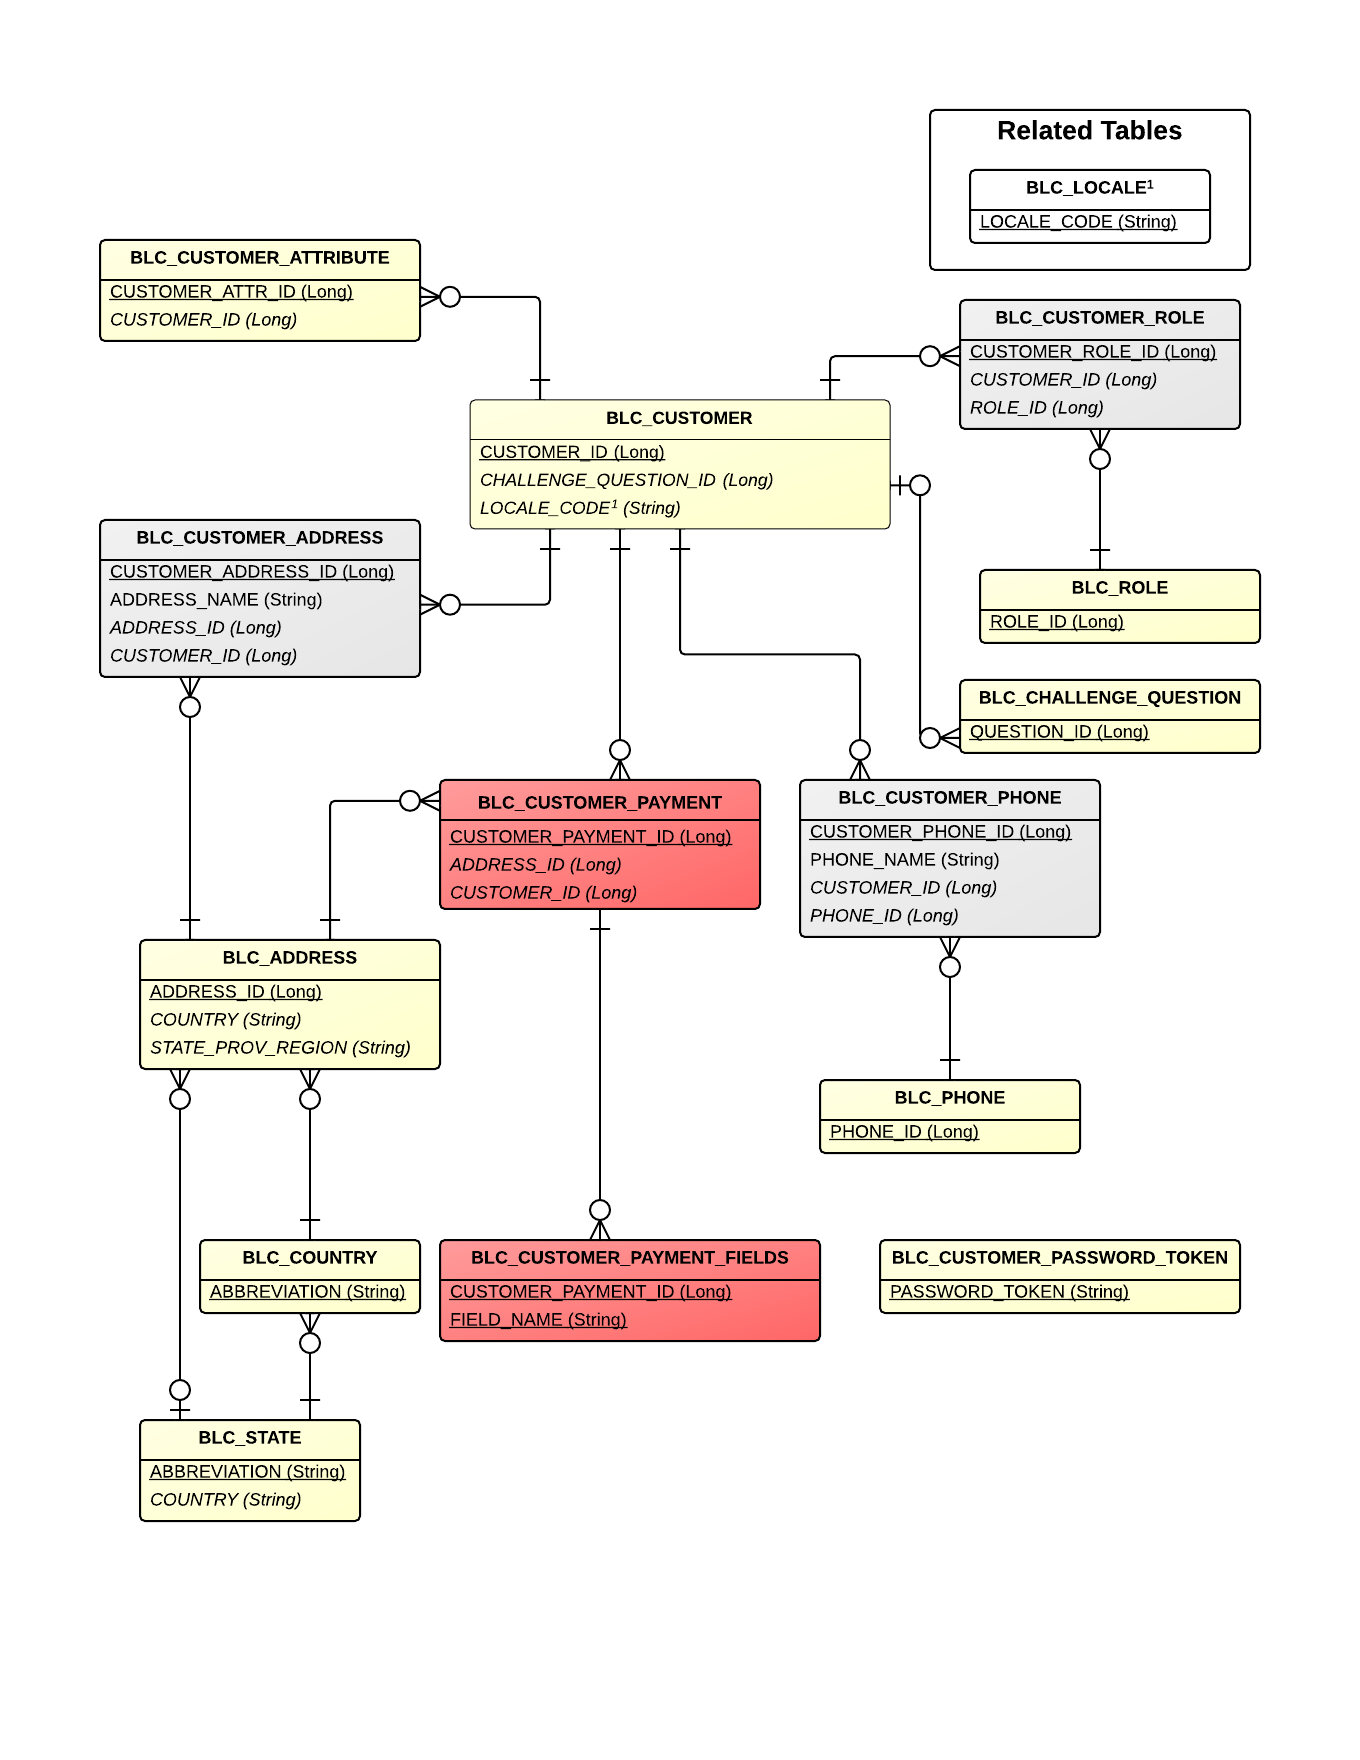 Related Tables
BLC_LOCALE¹
LOCALE_CODE (String)
BLC_CUSTOMER_ATTRIBUTE
CUSTOMER_ATTR_ID (Long)
CUSTOMER_ID (Long)
BLC_CUSTOMER_ROLE
CUSTOMER_ROLE_ID (Long)
CUSTOMER_ID (Long)
ROLE_ID (Long)
BLC_CUSTOMER
CUSTOMER_ID (Long)
CHALLENGE_QUESTION_ID (Long)
LOCALE_CODE¹ (String)
BLC_CUSTOMER_ADDRESS
CUSTOMER_ADDRESS_ID (Long)
ADDRESS_NAME (String)
ADDRESS_ID (Long)
CUSTOMER_ID (Long)
BLC_ROLE
ROLE_ID (Long)
BLC_CHALLENGE_QUESTION
QUESTION_ID (Long)
BLC_CUSTOMER_PAYMENT
CUSTOMER_PAYMENT_ID (Long)
ADDRESS_ID (Long)
CUSTOMER_ID (Long)
BLC_CUSTOMER_PHONE
CUSTOMER_PHONE_ID (Long)
PHONE_NAME (String)
CUSTOMER_ID (Long)
PHONE_ID (Long)
BLC_ADDRESS
ADDRESS_ID (Long)
COUNTRY (String)
STATE_PROV_REGION (String)
BLC_PHONE
PHONE_ID (Long)
BLC_COUNTRY
ABBREVIATION (String)
BLC_CUSTOMER_PAYMENT_FIELDS
CUSTOMER_PAYMENT_ID (Long)
FIELD_NAME (String)
BLC_CUSTOMER_PASSWORD_TOKEN
PASSWORD_TOKEN (String)
BLC_STATE
ABBREVIATION (String)
COUNTRY (String)